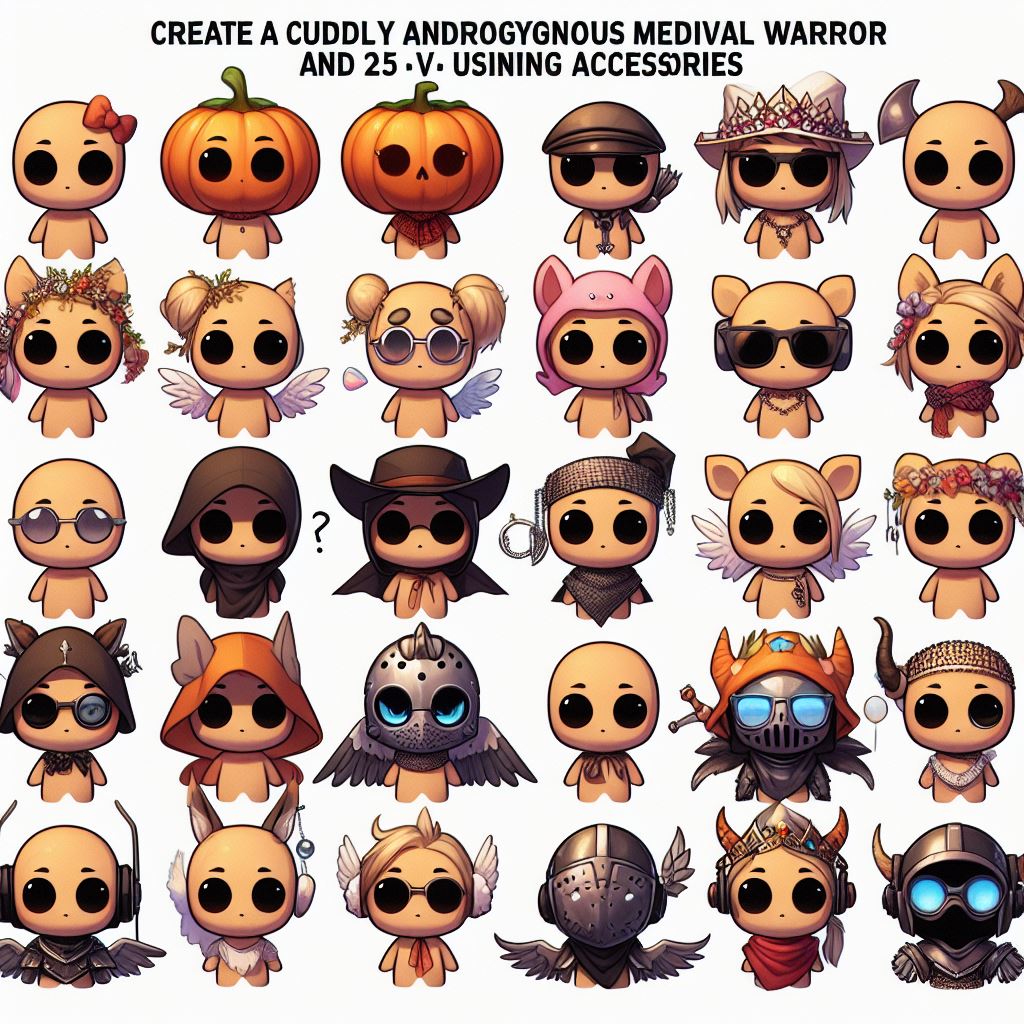 CREATE A CUDDLY ANDROGYGNOUS MEDIVAL WARROR
AND 25 ·V· USINING ACCESSORIES
?